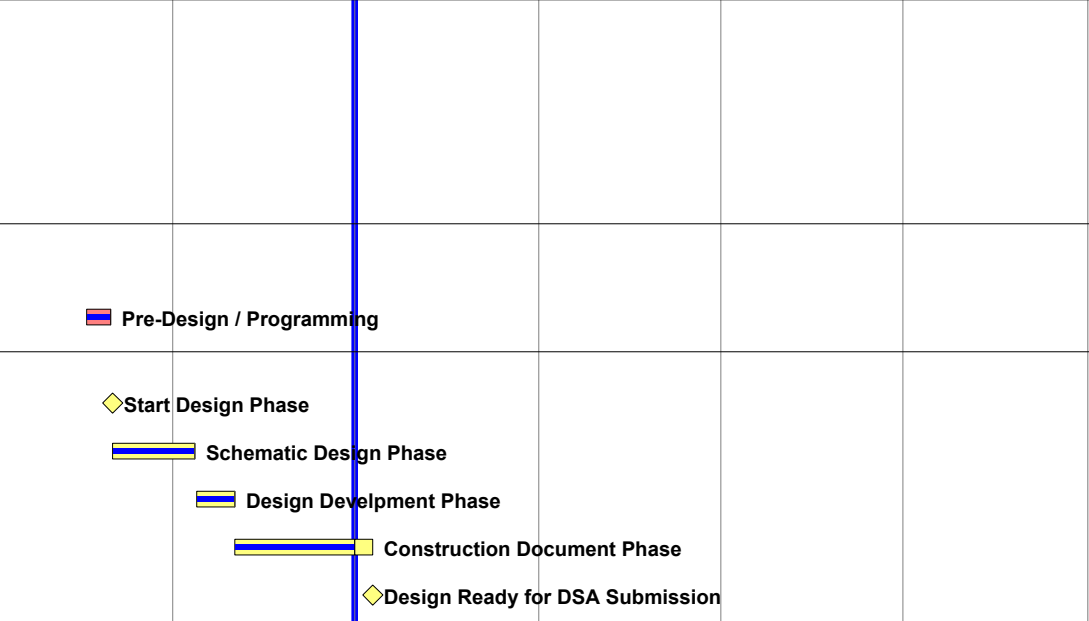 Pre-Design / Programming
Start Design Phase
Schematic Design Phase
Design Develpment Phase
Construction Document Phase
Design Ready for DSA Submission